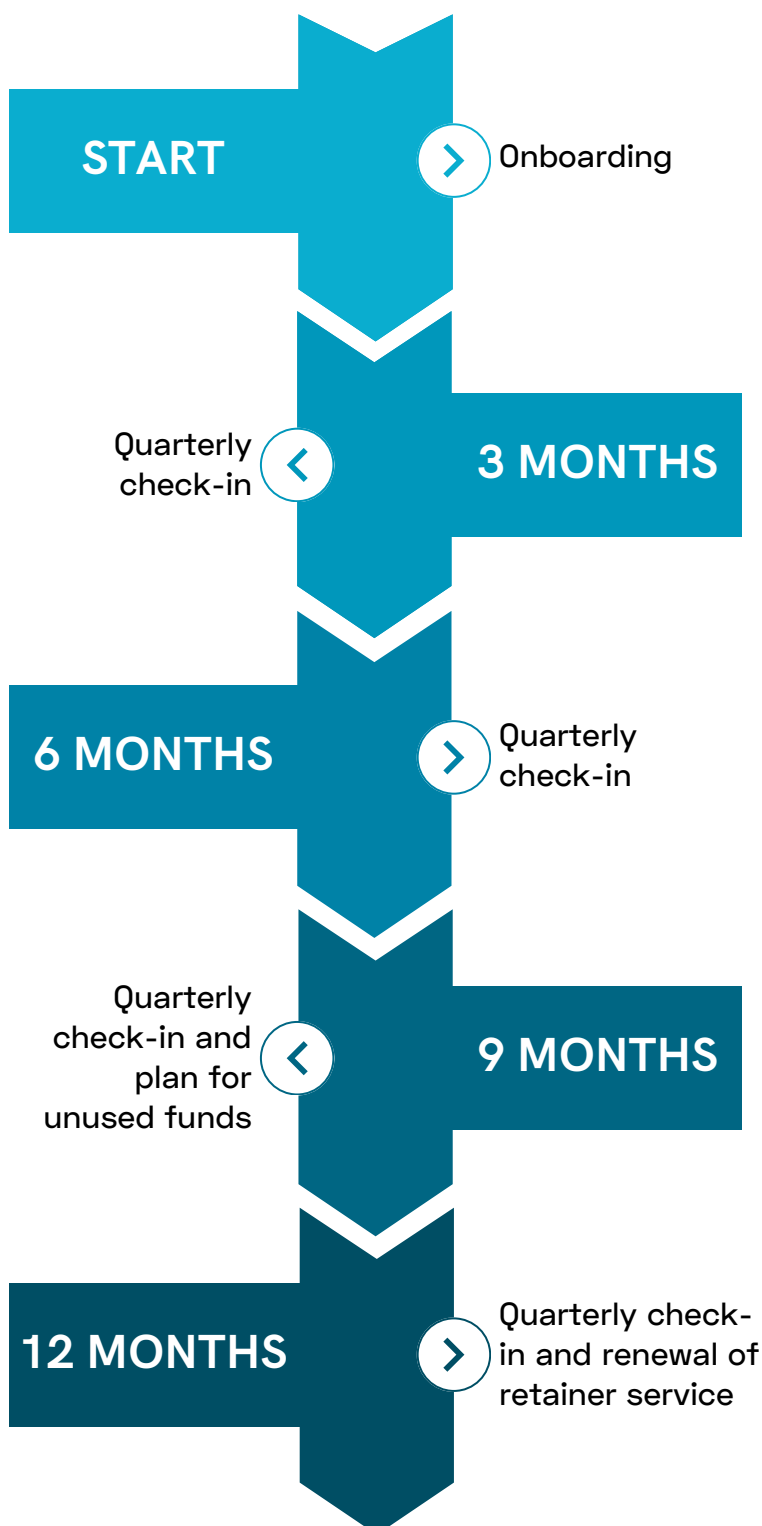 START
Onboarding
3 MONTHS
Quarterly
check-in
6 MONTHS
Quarterly
check-in
9 MONTHS
Quarterly
check-in and
plan for
unused funds
12 MONTHS
Quarterly check-
in and renewal of
retainer service